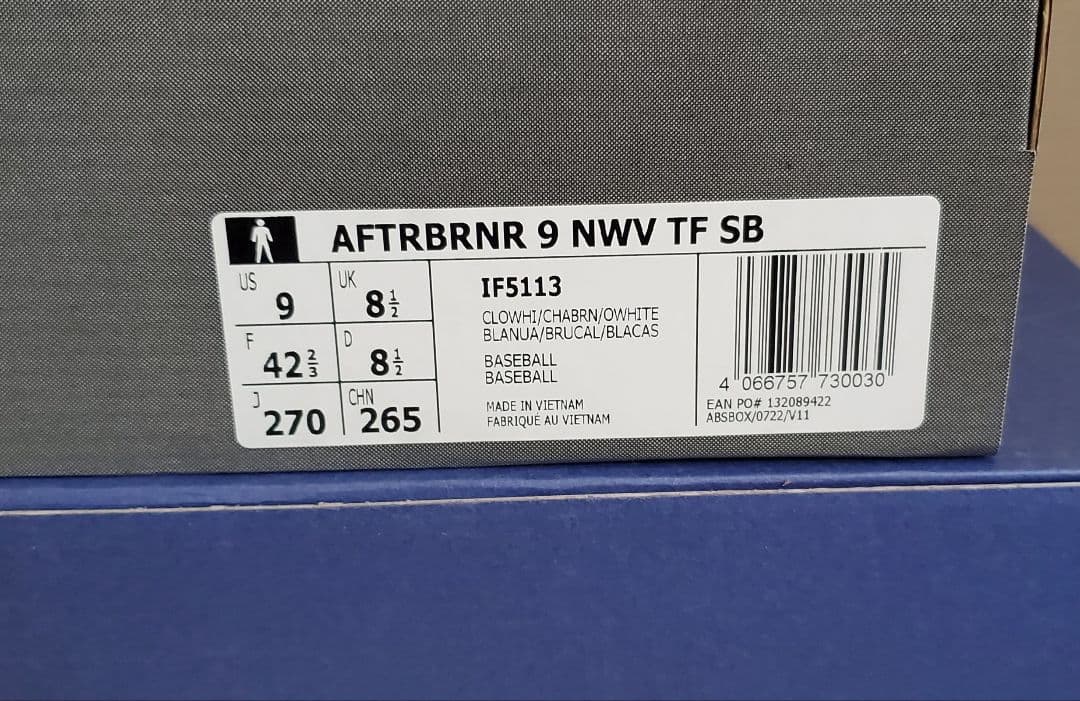 AFTRBRNR 9 NWV TF SB
US 9
UK 8½
F 42⅔
D 8½
J 270
CHN 265
IF5113
CLOWHI/CHABRN/OWHITE
BLANUA/BRUCAL/BLACAS
BASEBALL
BASEBALL
MADE IN VIETNAM
FABRIQUÉ AU VIETNAM
4 066757 730030
EAN PO# 132089422
ABSBOX/0722/V11